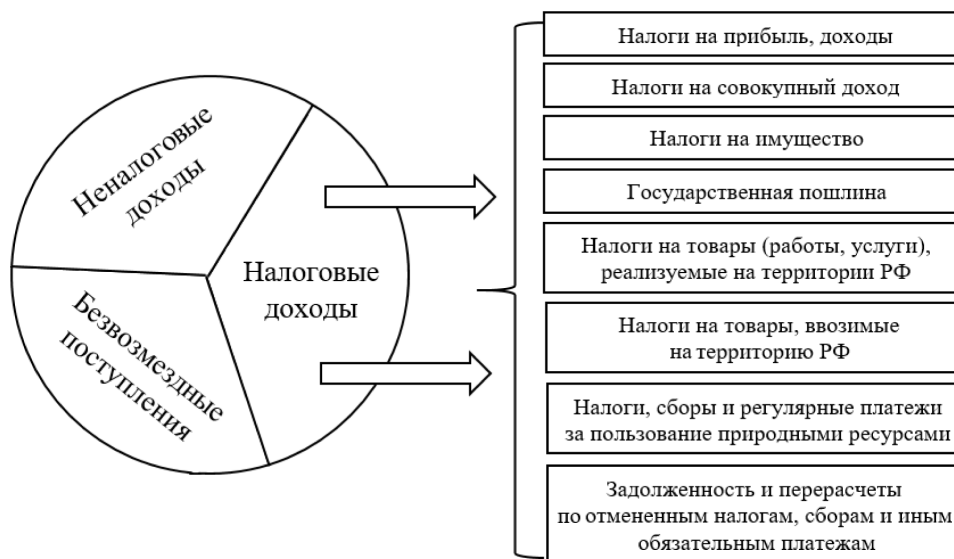 Неналоговые
доходы
Безвозмездные
поступления
Налоговые
доходы
Налоги на прибыль, доходы
Налоги на совокупный доход
Налоги на имущество
Государственная пошлина
Налоги на товары (работы, услуги),
реализуемые на территории РФ
Налоги на товары, ввозимые
на территорию РФ
Налоги, сборы и регулярные платежи
за пользование природными ресурсами
Задолженность и перерасчеты
по отмененным налогам, сборам и иным
обязательным платежам